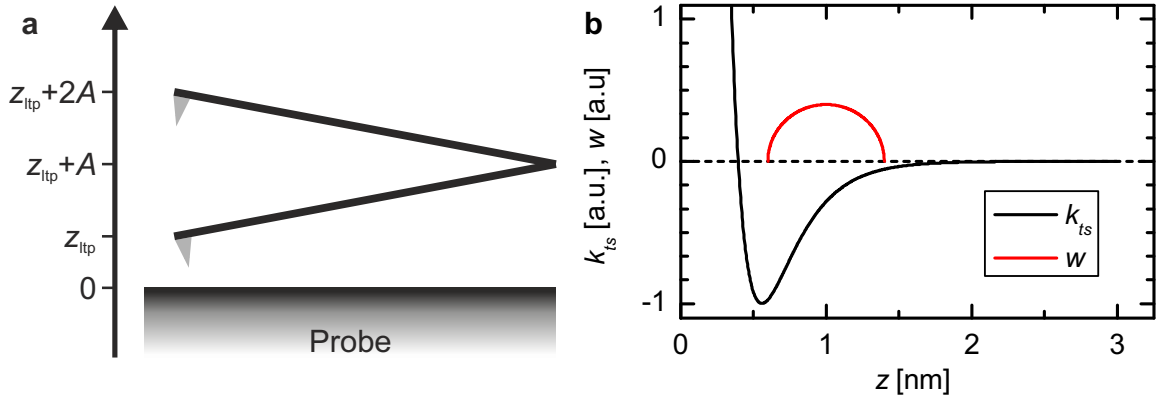 a
z_ltp+2A
z_ltp+A
z_ltp
0
Probe
b
k_ts [a.u.], w [a.u]
1
0
-1
k_ts
w
0
1
2
3
z [nm]